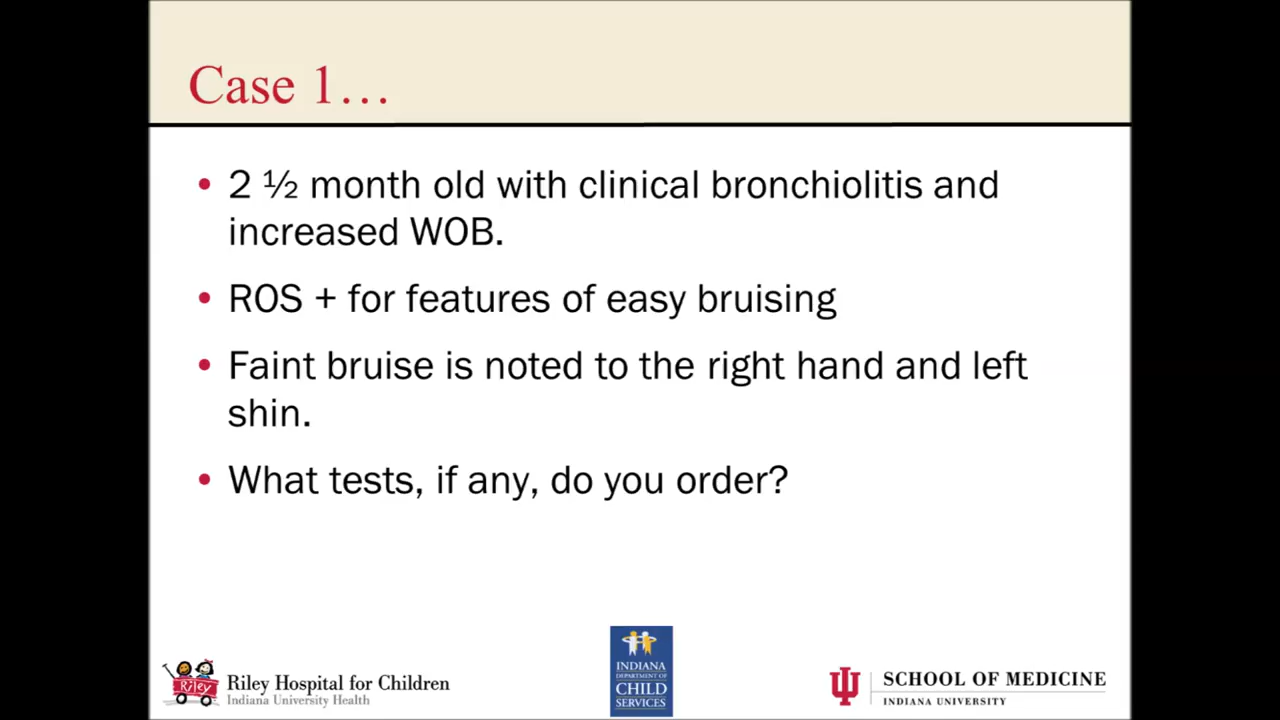 Case 1…
• 2 ½ month old with clinical bronchiolitis and
increased WOB.
• ROS + for features of easy bruising
• Faint bruise is noted to the right hand and left
shin.
• What tests, if any, do you order?
Riley
Riley Hospital for Children
Indiana University Health
INDIANA
DEPARTMENT OF
CHILD
SERVICES
SCHOOL OF MEDICINE
INDIANA UNIVERSITY